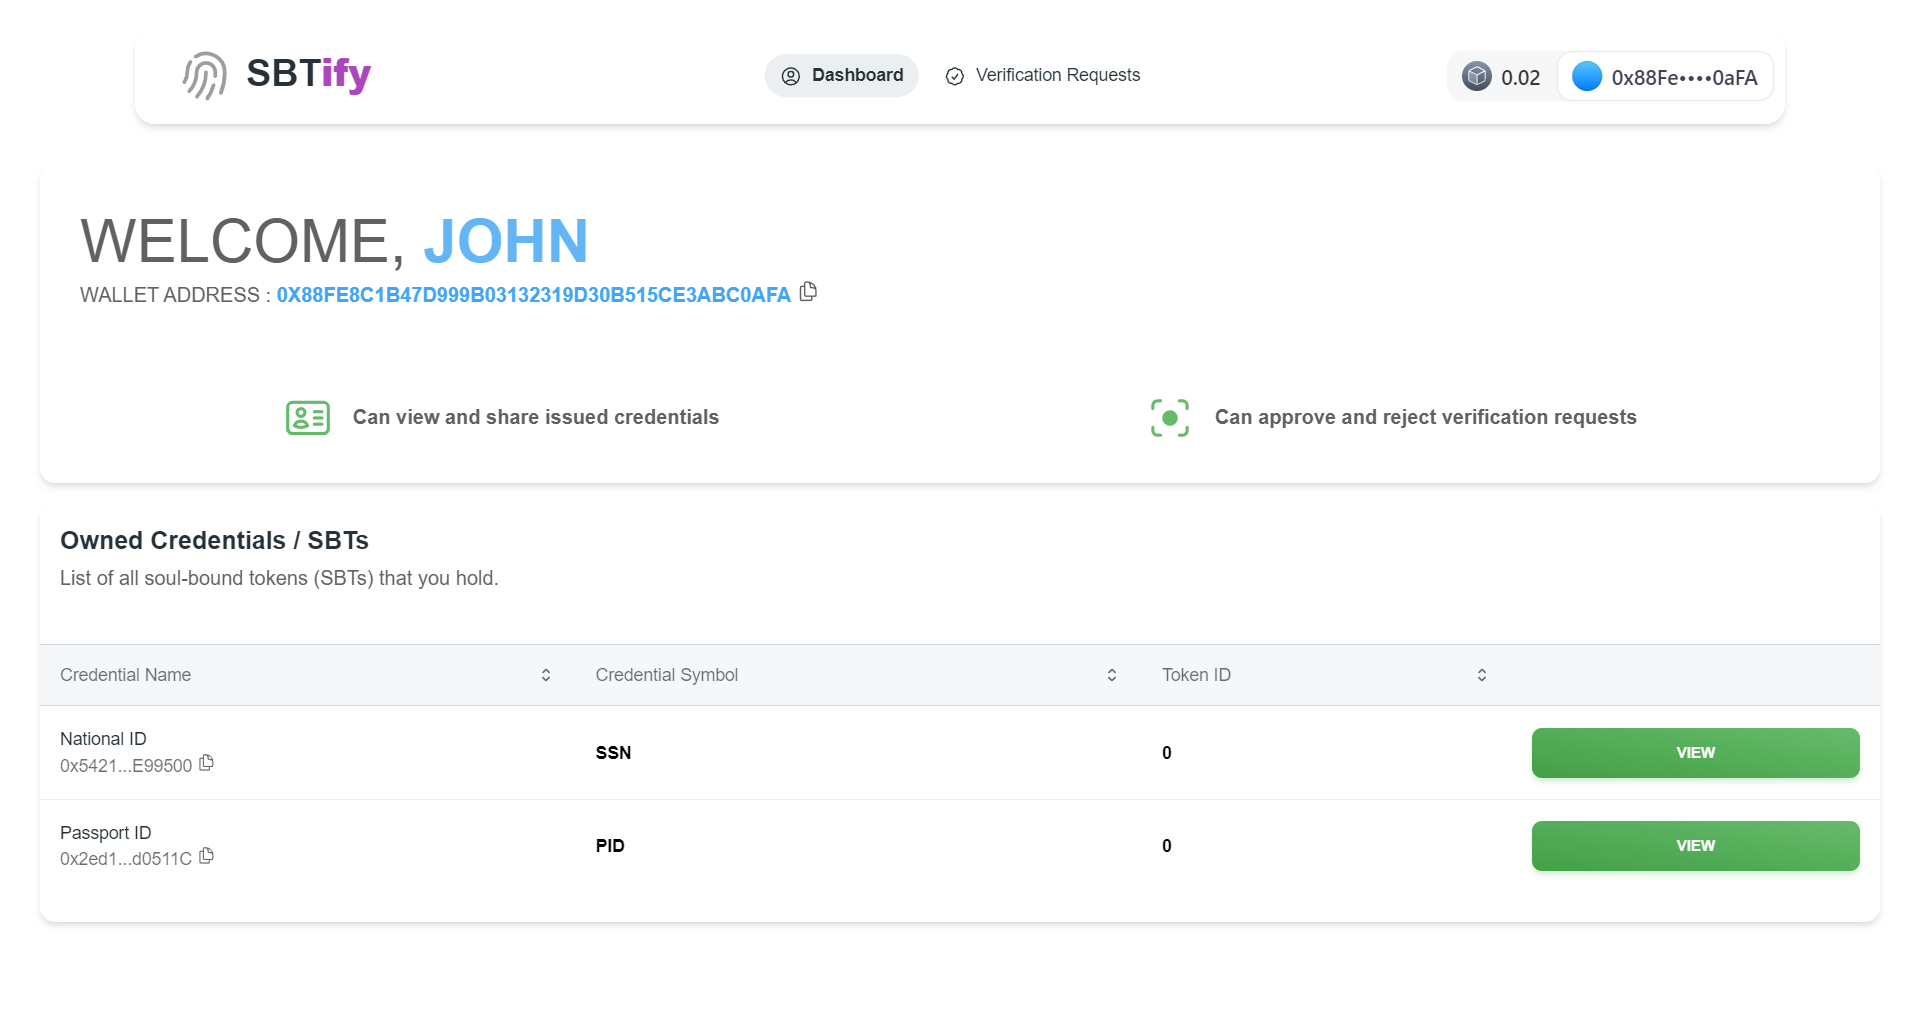 SBTify
Dashboard
Verification Requests
0.02
0x88Fe••••0aFA
WELCOME, JOHN
WALLET ADDRESS : 0X88FE8C1B47D999B03132319D30B515CE3ABC0AFA
Can view and share issued credentials
Can approve and reject verification requests
Owned Credentials / SBTs
List of all soul-bound tokens (SBTs) that you hold.
Credential Name
Credential Symbol
Token ID
National ID
0x5421...E99500
SSN
0
VIEW
Passport ID
0x2ed1...d0511C
PID
0
VIEW